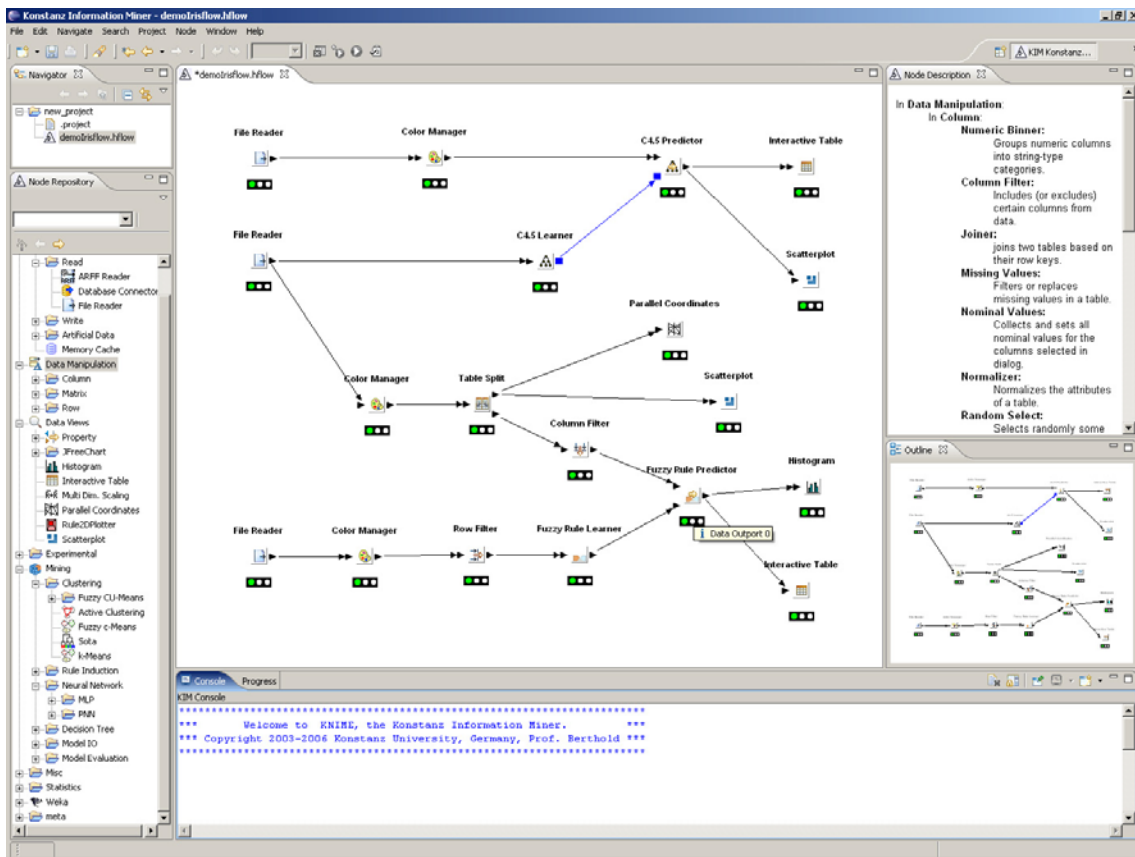 Konstanz Information Miner - demoIrisflow.hflow
File Edit Navigate Search Project Node Window Help
KIM Konstanz...
Navigator
new_project
.project
demoIrisflow.hflow
Node Repository
Read
ARFF Reader
Database Connector
File Reader
Write
Artificial Data
Memory Cache
Data Manipulation
Column
Matrix
Row
Data Views
Property
JFreeChart
Histogram
Interactive Table
Multi Dim. Scaling
Parallel Coordinates
Rule2DPlotter
Scatterplot
Experimental
Mining
Clustering
Fuzzy CU-Means
Active Clustering
Fuzzy c-Means
Sota
k-Means
Rule Induction
Neural Network
MLP
PNN
Decision Tree
Model IO
Model Evaluation
Misc
Statistics
Weka
meta
*demoIrisflow.hflow
File Reader
Color Manager
C4.5 Predictor
Interactive Table
File Reader
C4.5 Learner
Scatterplot
Parallel Coordinates
Color Manager
Table Split
Scatterplot
Column Filter
Fuzzy Rule Predictor
Histogram
File Reader
Color Manager
Row Filter
Fuzzy Rule Learner
Data Outport 0
Interactive Table
Node Description
In Data Manipulation:
In Column:
Numeric Binner:
Groups numeric columns
into string-type
categories.
Column Filter:
Includes (or excludes)
certain columns from
data.
Joiner:
joins two tables based on
their row keys.
Missing Values:
Filters or replaces
missing values in a table.
Nominal Values:
Collects and sets all
nominal values for the
columns selected in
dialog.
Normalizer:
Normalizes the attributes
of a table.
Random Select:
Selects randomly some
Outline
Console Progress
KIM Console
***********************************************************************
*** Welcome to KNIME, the Konstanz Information Miner. ***
*** Copyright 2003-2006 Konstanz University, Germany, Prof. Berthold ***
***********************************************************************